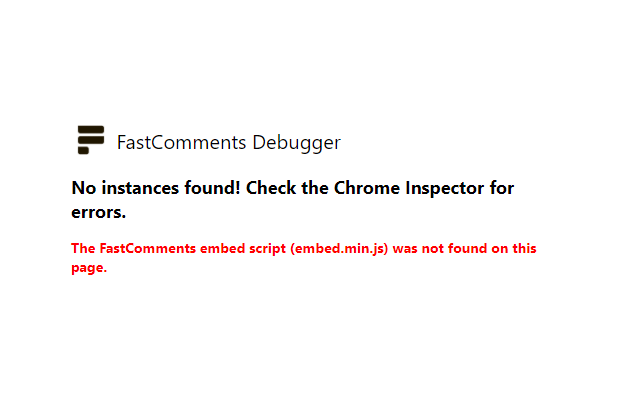 FastComments Debugger
No instances found! Check the Chrome Inspector for
errors.
The FastComments embed script (embed.min.js) was not found on this
page.